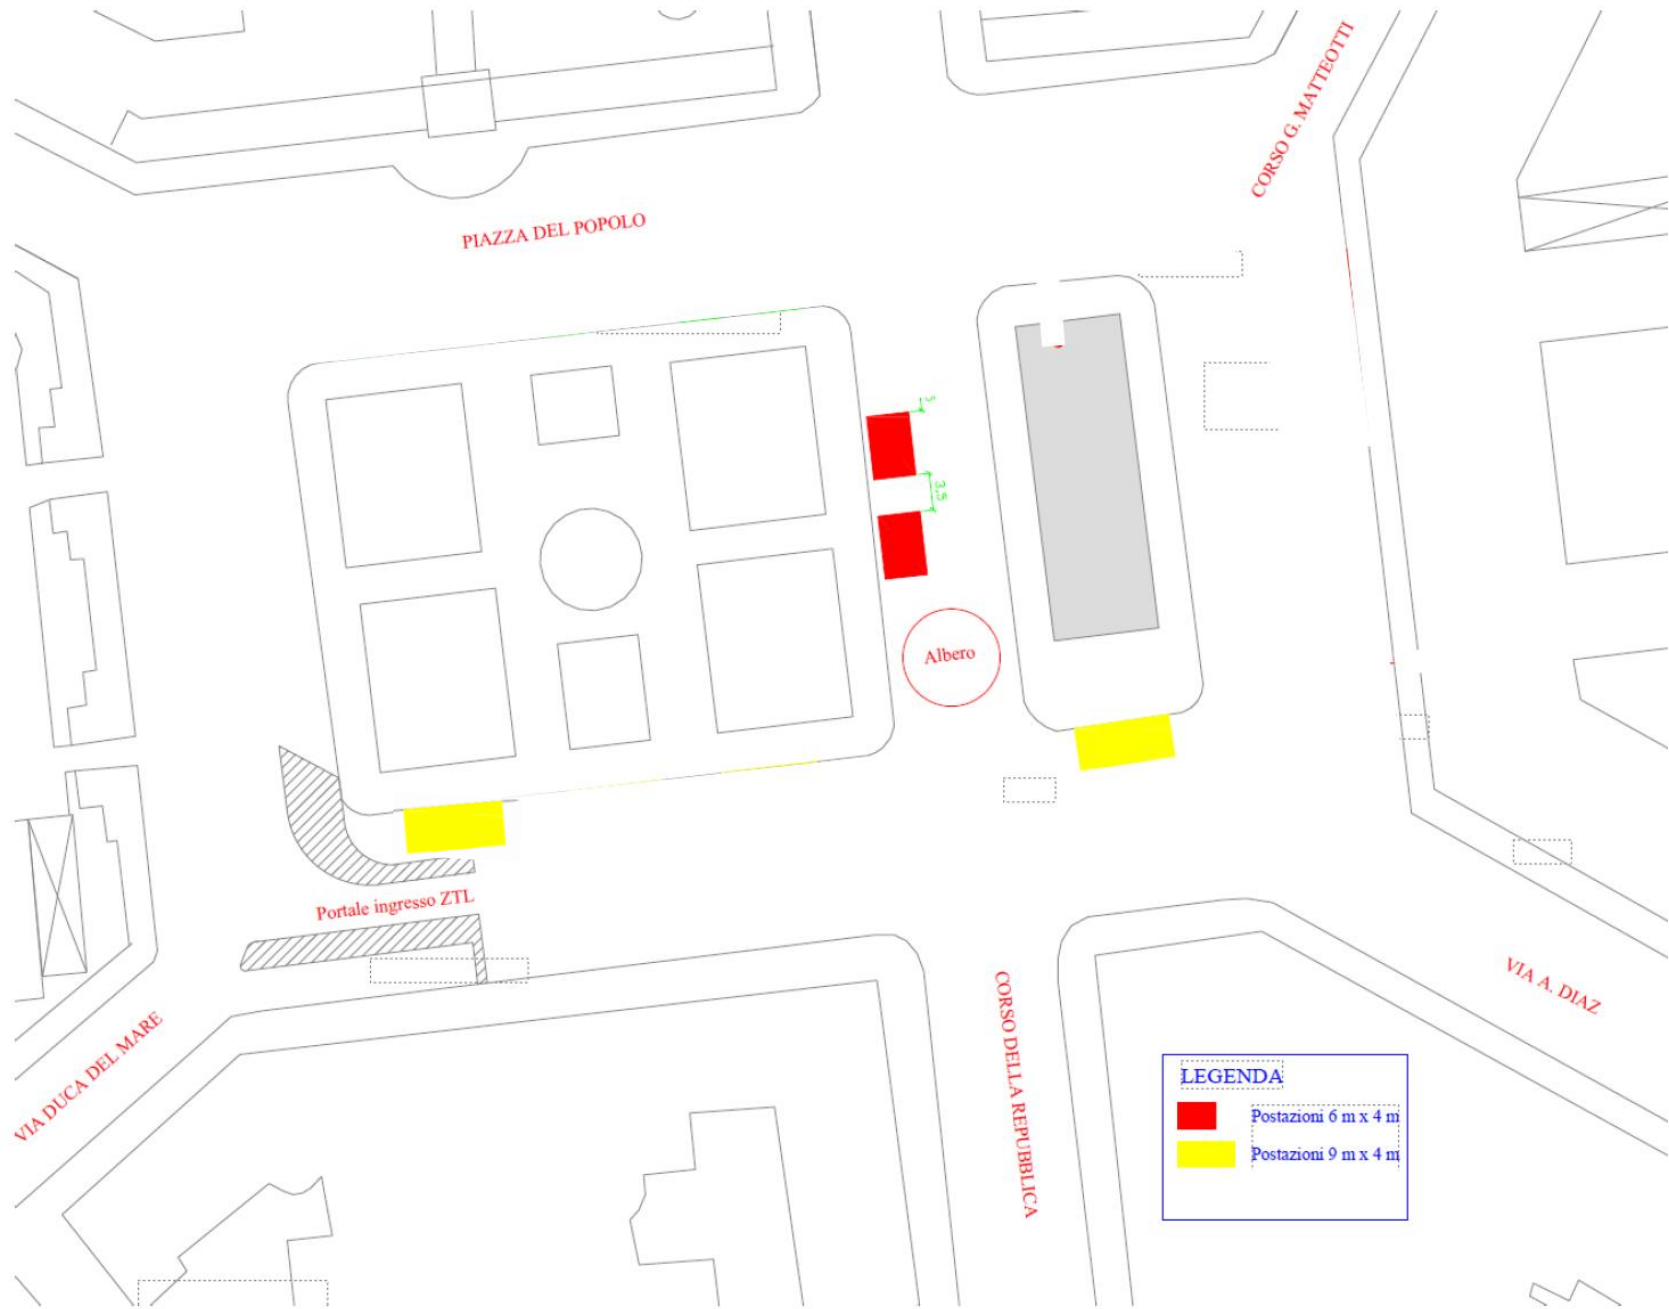 CORSO G. MATTEOTTI
PIAZZA DEL POPOLO
3,5
Albero
Portale ingresso ZTL
VIA DUCA DEL MARE
CORSO DELLA REPUBBLICA
VIA A. DIAZ
LEGENDA
Postazioni 6 m x 4 m
Postazioni 9 m x 4 m